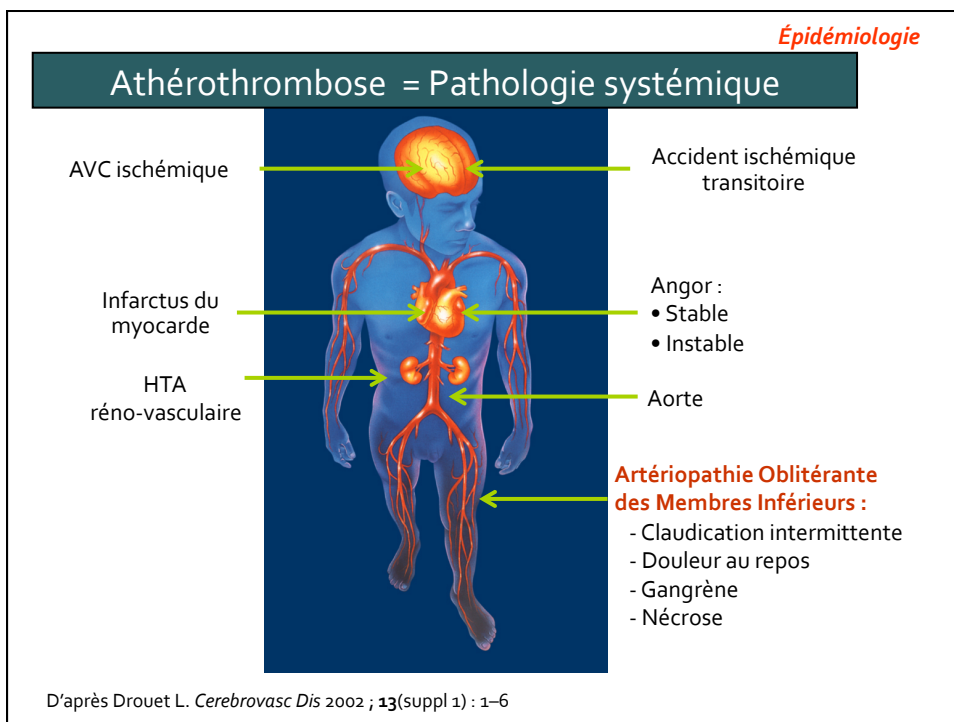 Épidémiologie
Athérothrombose = Pathologie systémique
AVC ischémique
Accident ischémique
transitoire
Infarctus du
myocarde
Angor :
• Stable
• Instable
HTA
réno-vasculaire
Aorte
Artériopathie Oblitérante
des Membres Inférieurs :
- Claudication intermittente
- Douleur au repos
- Gangrène
- Nécrose
D'après Drouet L. Cerebrovasc Dis 2002 ; 13(suppl 1) : 1–6